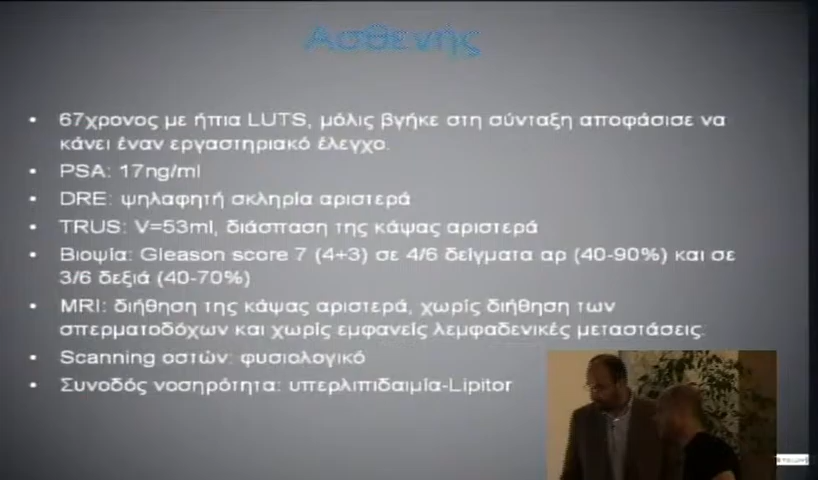 Ασθενής
• 67χρονος με ήπια LUTS, μόλις βγήκε στη σύνταξη αποφάσισε να
κάνει έναν εργαστηριακό έλεγχο.
• PSA: 17ng/ml
• DRE: ψηλαφητή σκληρία αριστερά
• TRUS: V=53ml, διάσπαση της κάψας αριστερά
• Βιοψία: Gleason score 7 (4+3) σε 4/6 δείγματα αρ (40-90%) και σε
3/6 δεξιά (40-70%)
• MRI: διήθηση της κάψας αριστερά, χωρίς διήθηση των
σπερματοδόχων και χωρίς εμφανείς λεμφαδενικές μεταστάσεις.
• Scanning οστών: φυσιολογικό
• Συνοδός νοσηρότητα: υπερλιπιδαιμία-Lipitor